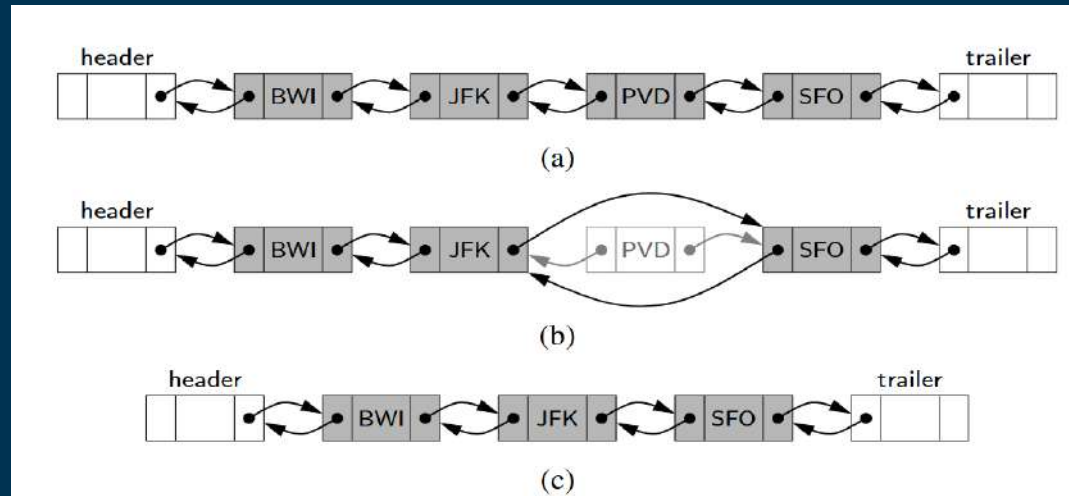 header trailer
BWI JFK PVD SFO
(a)
header trailer
BWI JFK PVD SFO
(b)
header trailer
BWI JFK SFO
(c)